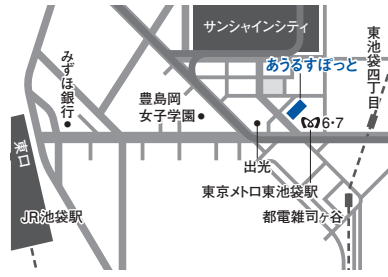 サンシャインシティ
東池袋四丁目
あうるすぽっと
みずほ銀行
豊島岡
女子学園
6・7
出光
東口
東京メトロ東池袋駅
JR池袋駅
都電雑司ヶ谷